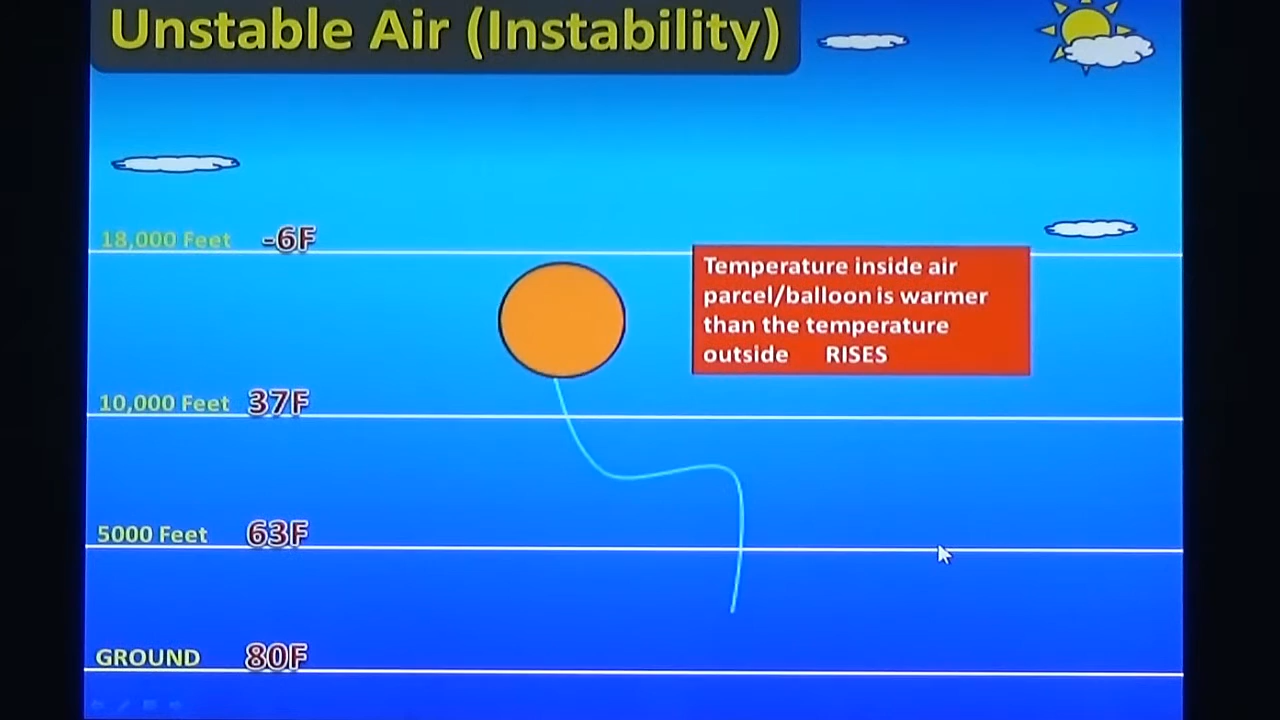 Unstable Air (Instability)
18,000 Feet -6F
Temperature inside air
parcel/balloon is warmer
than the temperature
outside RISES
10,000 Feet 37F
5000 Feet 63F
GROUND 80F